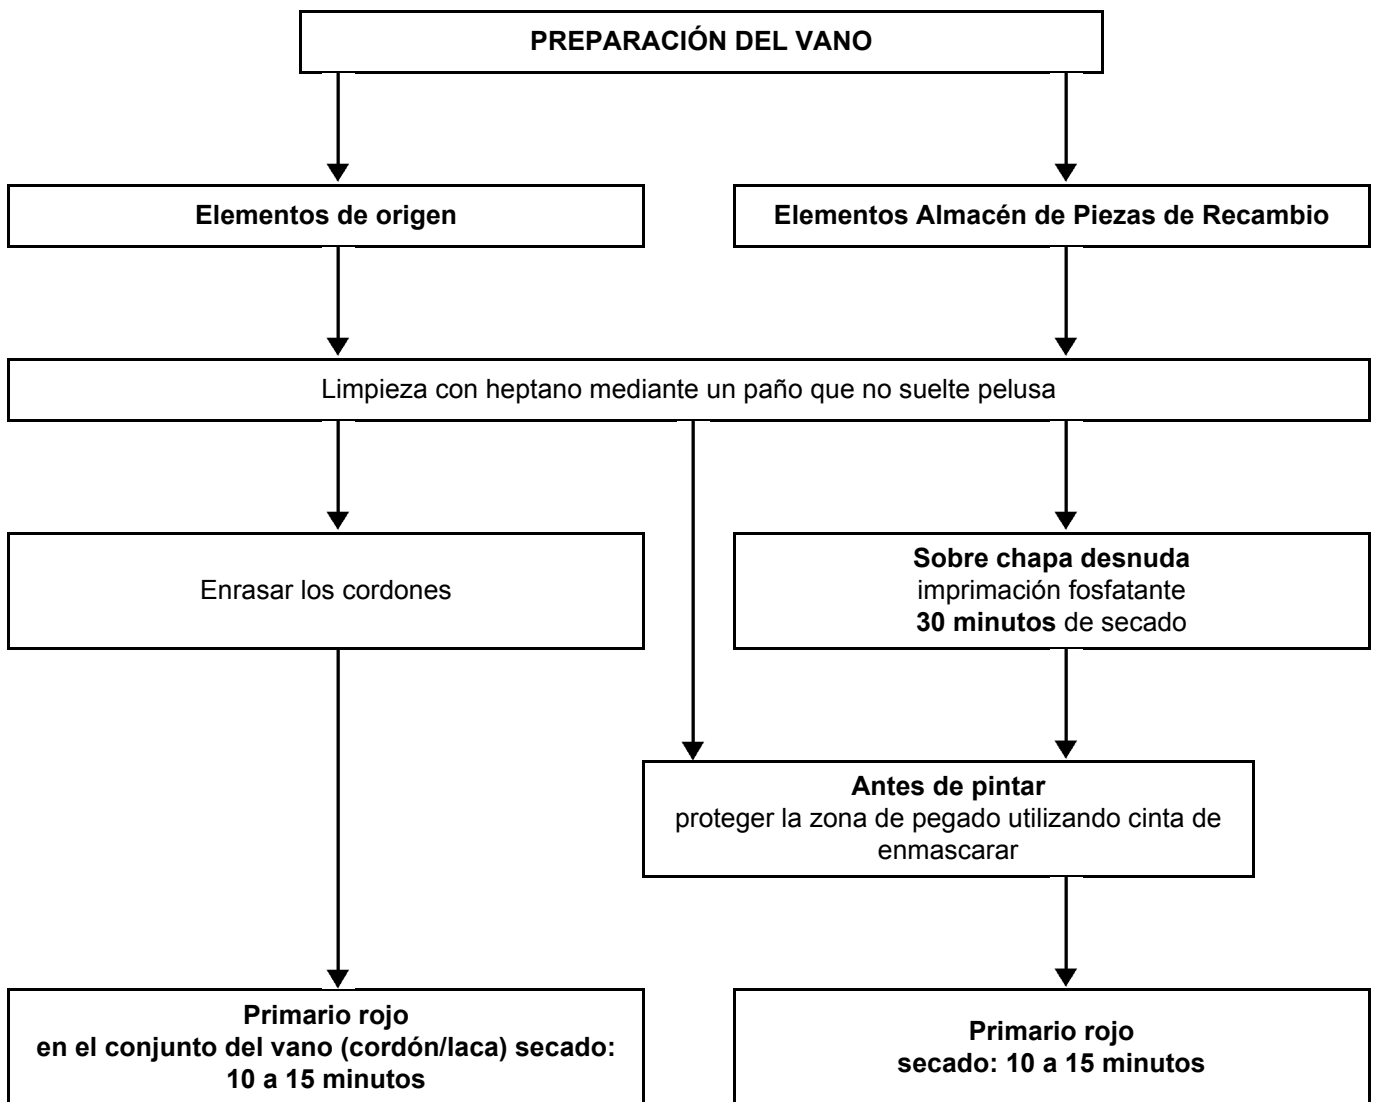 PREPARACIÓN DEL VANO
Elementos de origen
Elementos Almacén de Piezas de Recambio
Limpieza con heptano mediante un paño que no suelte pelusa
Enrasar los cordones
Sobre chapa desnuda
imprimación fosfatante
30 minutos de secado
Antes de pintar
proteger la zona de pegado utilizando cinta de
enmascarar
Primario rojo
en el conjunto del vano (cordón/laca) secado:
10 a 15 minutos
Primario rojo
secado: 10 a 15 minutos